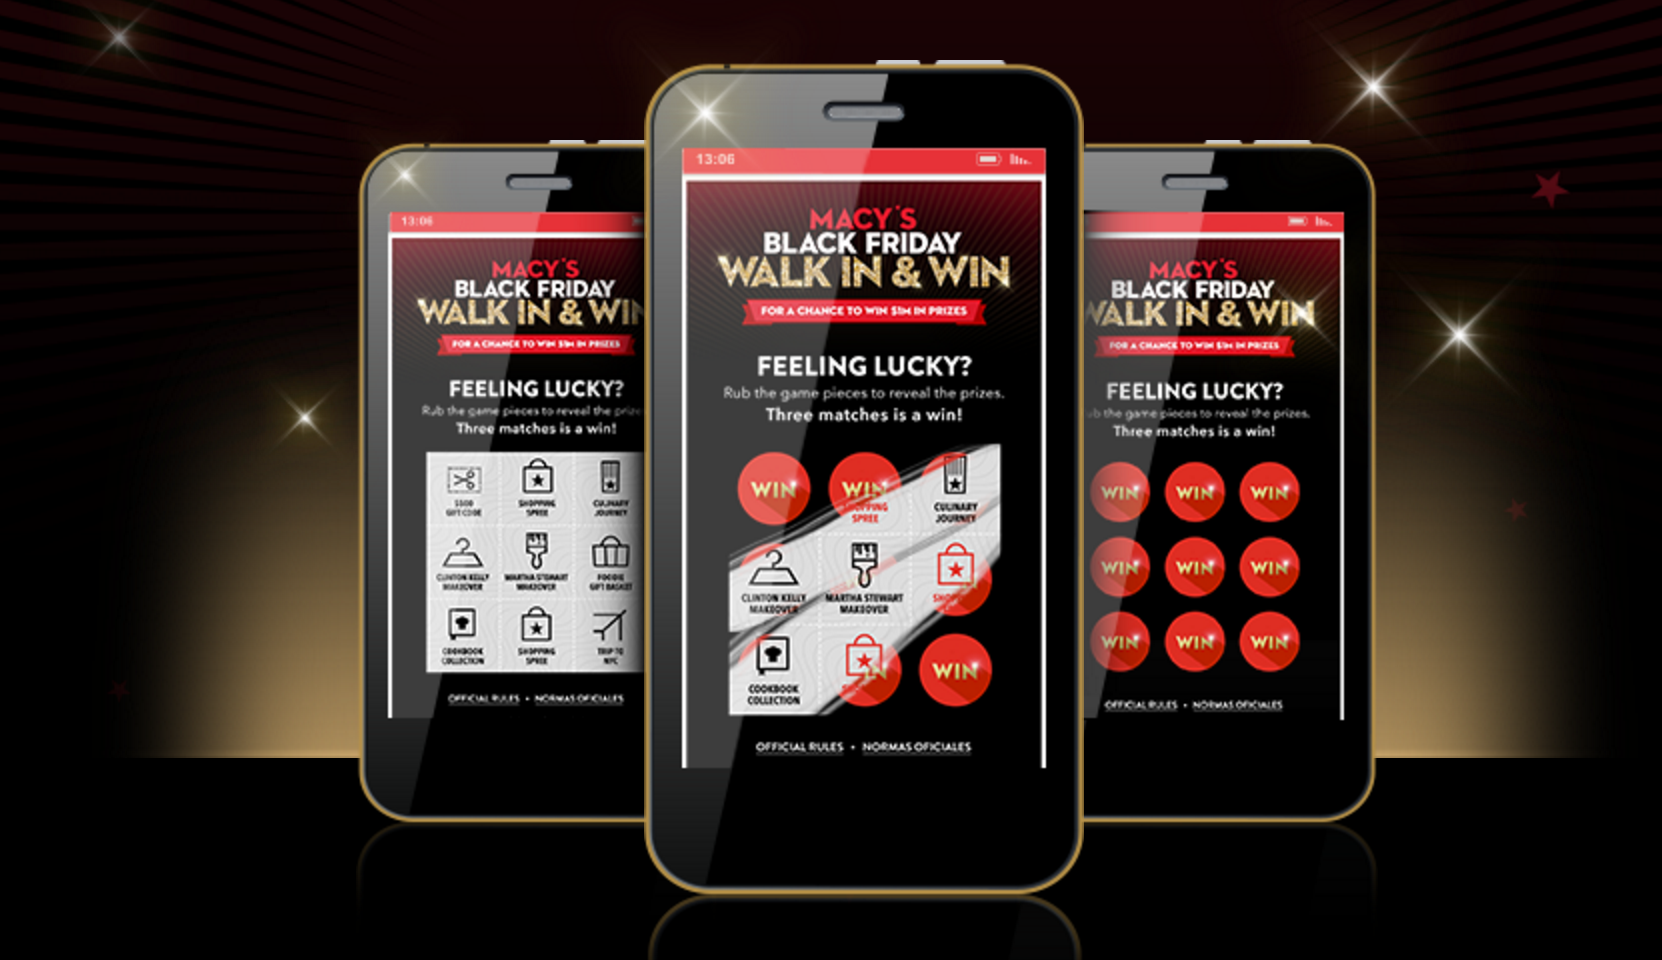 13:06
MACY'S
BLACK FRIDAY
WALK IN & WIN
FOR A CHANCE TO WIN $1M IN PRIZES
FEELING LUCKY?
Rub the game pieces to reveal the prizes.
Three matches is a win!
$500 SHOPPING CULINARY
GIFT CODE SPREE JOURNEY
CLINTON KELLY MARTHA STEWART FOODIE
MAKEOVER MAKEOVER GIFT BASKET
COOKBOOK SHOPPING TRIP TO
COLLECTION SPREE NYC
OFFICIAL RULES • NORMAS OFICIALES
13:06
MACY'S
BLACK FRIDAY
WALK IN & WIN
FOR A CHANCE TO WIN $1M IN PRIZES
FEELING LUCKY?
Rub the game pieces to reveal the prizes.
Three matches is a win!
WIN WIN
SHOPPING CULINARY
SPREE JOURNEY
CLINTON KELLY MARTHA STEWART
MAKEOVER MAKEOVER
WIN
COOKBOOK
COLLECTION
OFFICIAL RULES • NORMAS OFICIALES
MACY'S
BLACK FRIDAY
WALK IN & WIN
FOR A CHANCE TO WIN $1M IN PRIZES
FEELING LUCKY?
the game pieces to reveal the prizes.
Three matches is a win!
WIN WIN WIN
WIN WIN WIN
WIN WIN WIN
OFFICIAL RULES • NORMAS OFICIALES